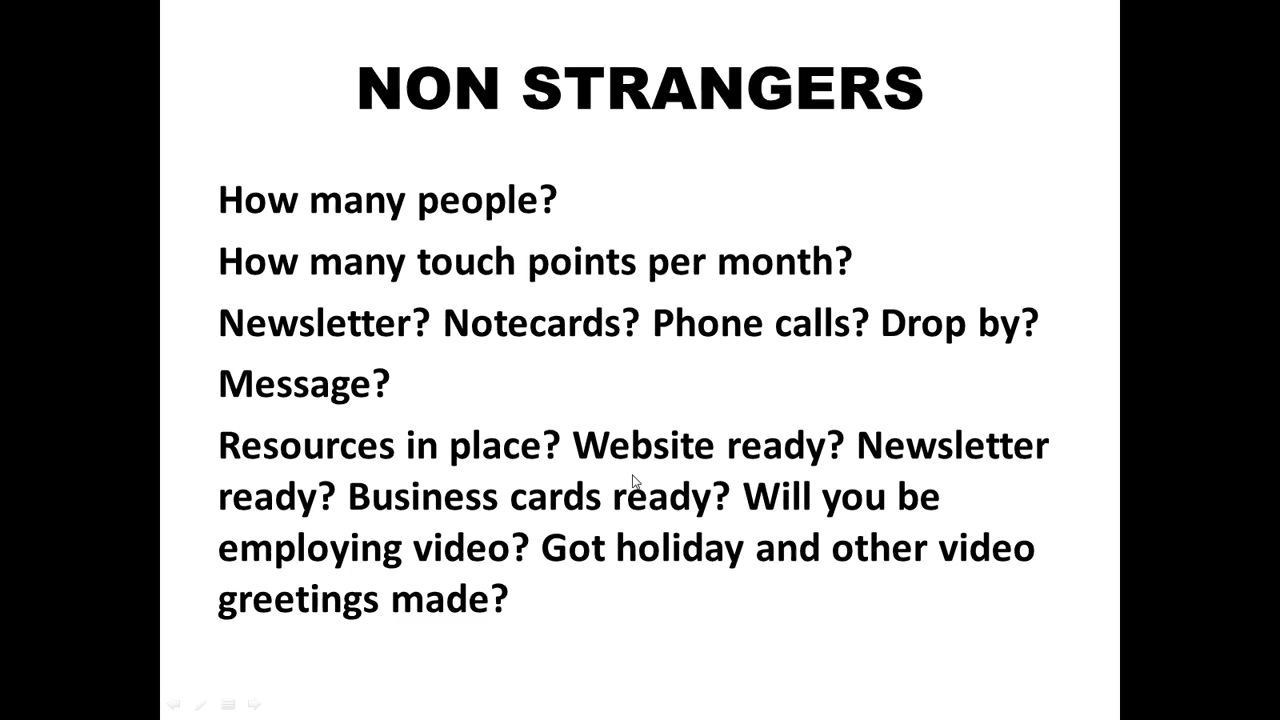 NON STRANGERS
How many people?
How many touch points per month?
Newsletter? Notecards? Phone calls? Drop by?
Message?
Resources in place? Website ready? Newsletter
ready? Business cards ready? Will you be
employing video? Got holiday and other video
greetings made?